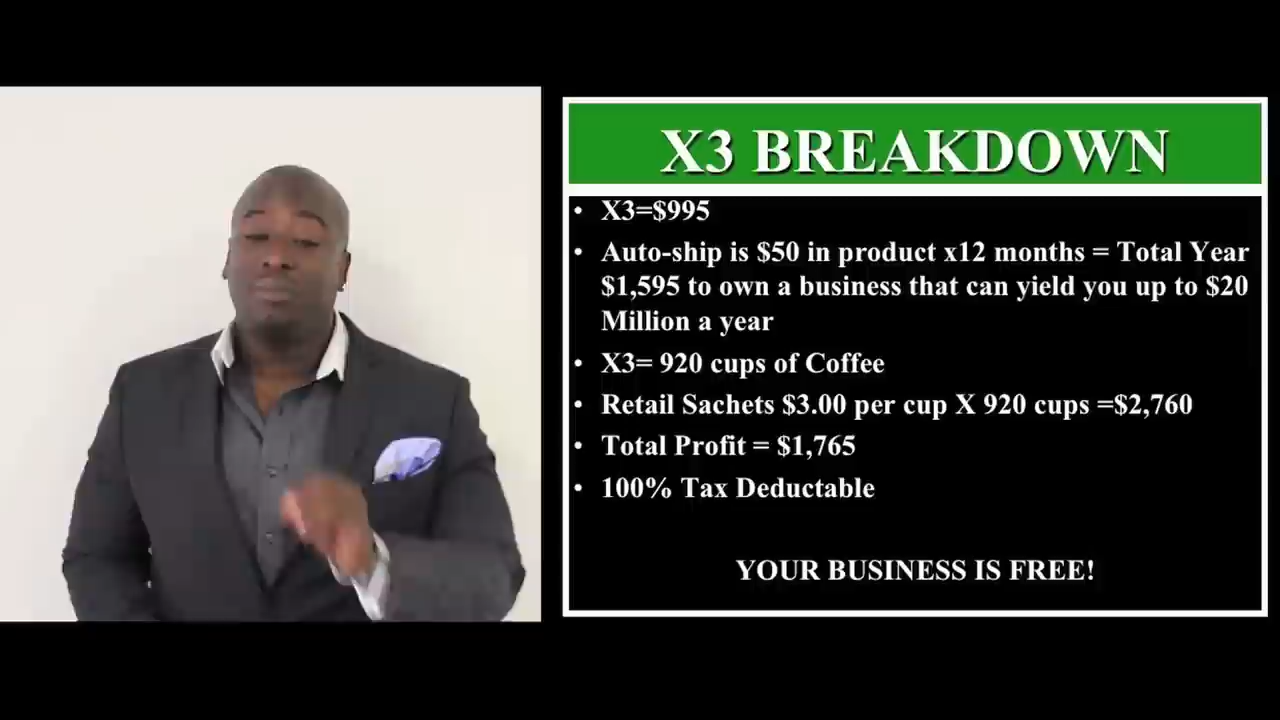 X3 BREAKDOWN
• X3=$995
• Auto-ship is $50 in product x12 months = Total Year
$1,595 to own a business that can yield you up to $20
Million a year
• X3= 920 cups of Coffee
• Retail Sachets $3.00 per cup X 920 cups =$2,760
• Total Profit = $1,765
• 100% Tax Deductable
YOUR BUSINESS IS FREE!